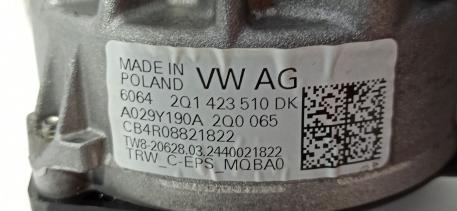 MADE IN
POLAND VW AG
6064 2Q1 423 510 DK
A029Y190A 2Q0 065
CB4R08821822
TW8-20628.03.2440021822
TRW_C-EPS_MQBA0